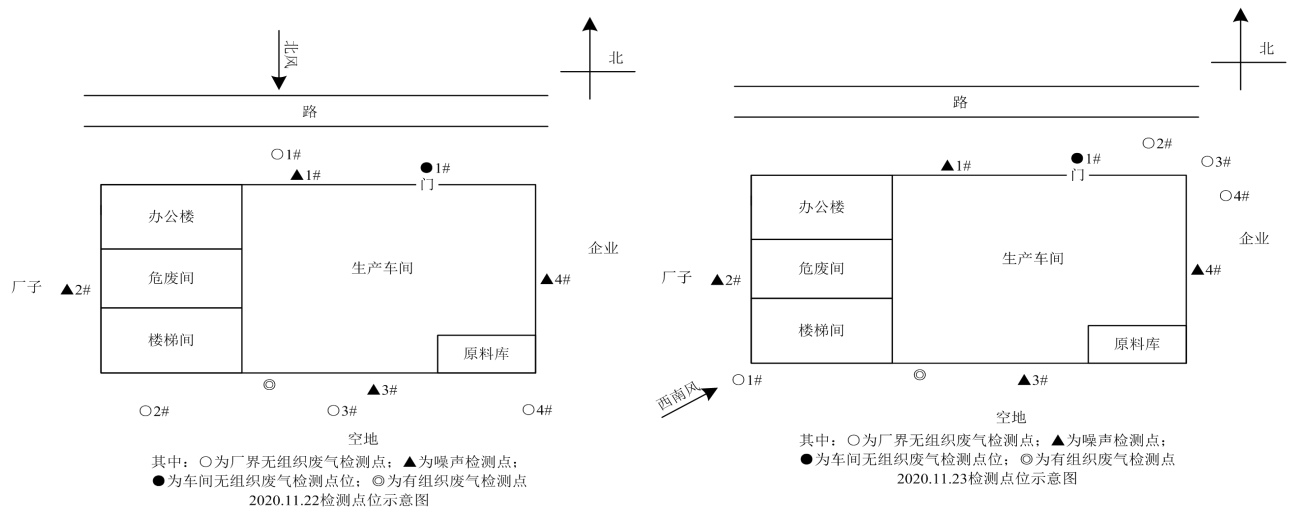 北风
北
路
○1#
▲1#
●1#
门
办公楼
危废间
楼梯间
生产车间
原料库
企业
厂子
▲2#
▲4#
◎
▲3#
○2#
○3#
○4#
空地
其中：○为厂界无组织废气检测点；▲为噪声检测点；
●为车间无组织废气检测点位；◎为有组织废气检测点
2020.11.22检测点位示意图
北
路
○2#
○3#
○4#
▲1#
●1#
门
办公楼
危废间
楼梯间
生产车间
原料库
企业
厂子
▲2#
▲4#
○1#
西南风
◎
▲3#
空地
其中：○为厂界无组织废气检测点；▲为噪声检测点；
●为车间无组织废气检测点位；◎为有组织废气检测点
2020.11.23检测点位示意图